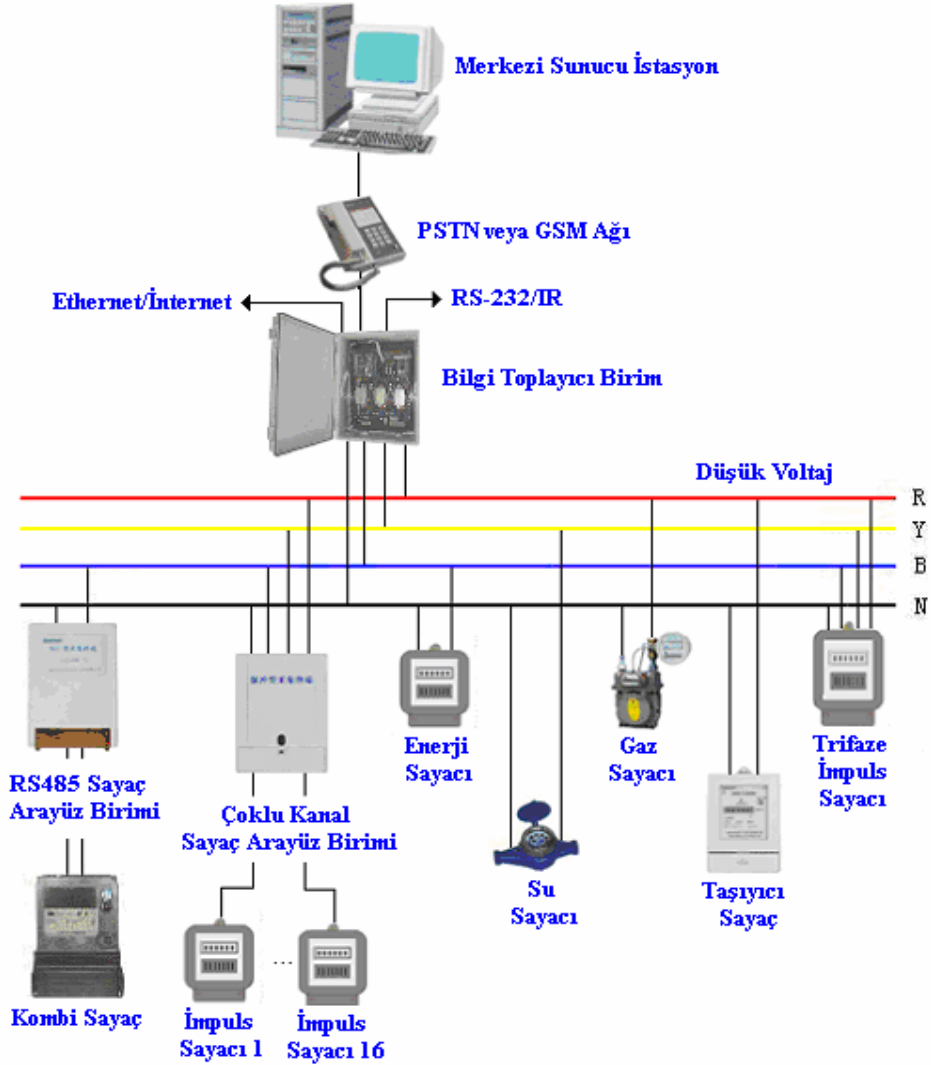 Merkezi Sunucu İstasyon
PSTN veya GSM Ağı
Ethernet/İnternet
RS-232/IR
Bilgi Toplayıcı Birim
Düşük Voltaj
R
Y
B
N
RS485 Sayaç
Arayüz Birimi
Çoklu Kanal
Sayaç Arayüz Birimi
Enerji
Sayacı
Su
Sayacı
Gaz
Sayacı
Taşıyıcı
Sayaç
Trifaze
İmpuls
Sayacı
Kombi Sayaç
İmpuls
Sayacı 1
...
İmpuls
Sayacı 16